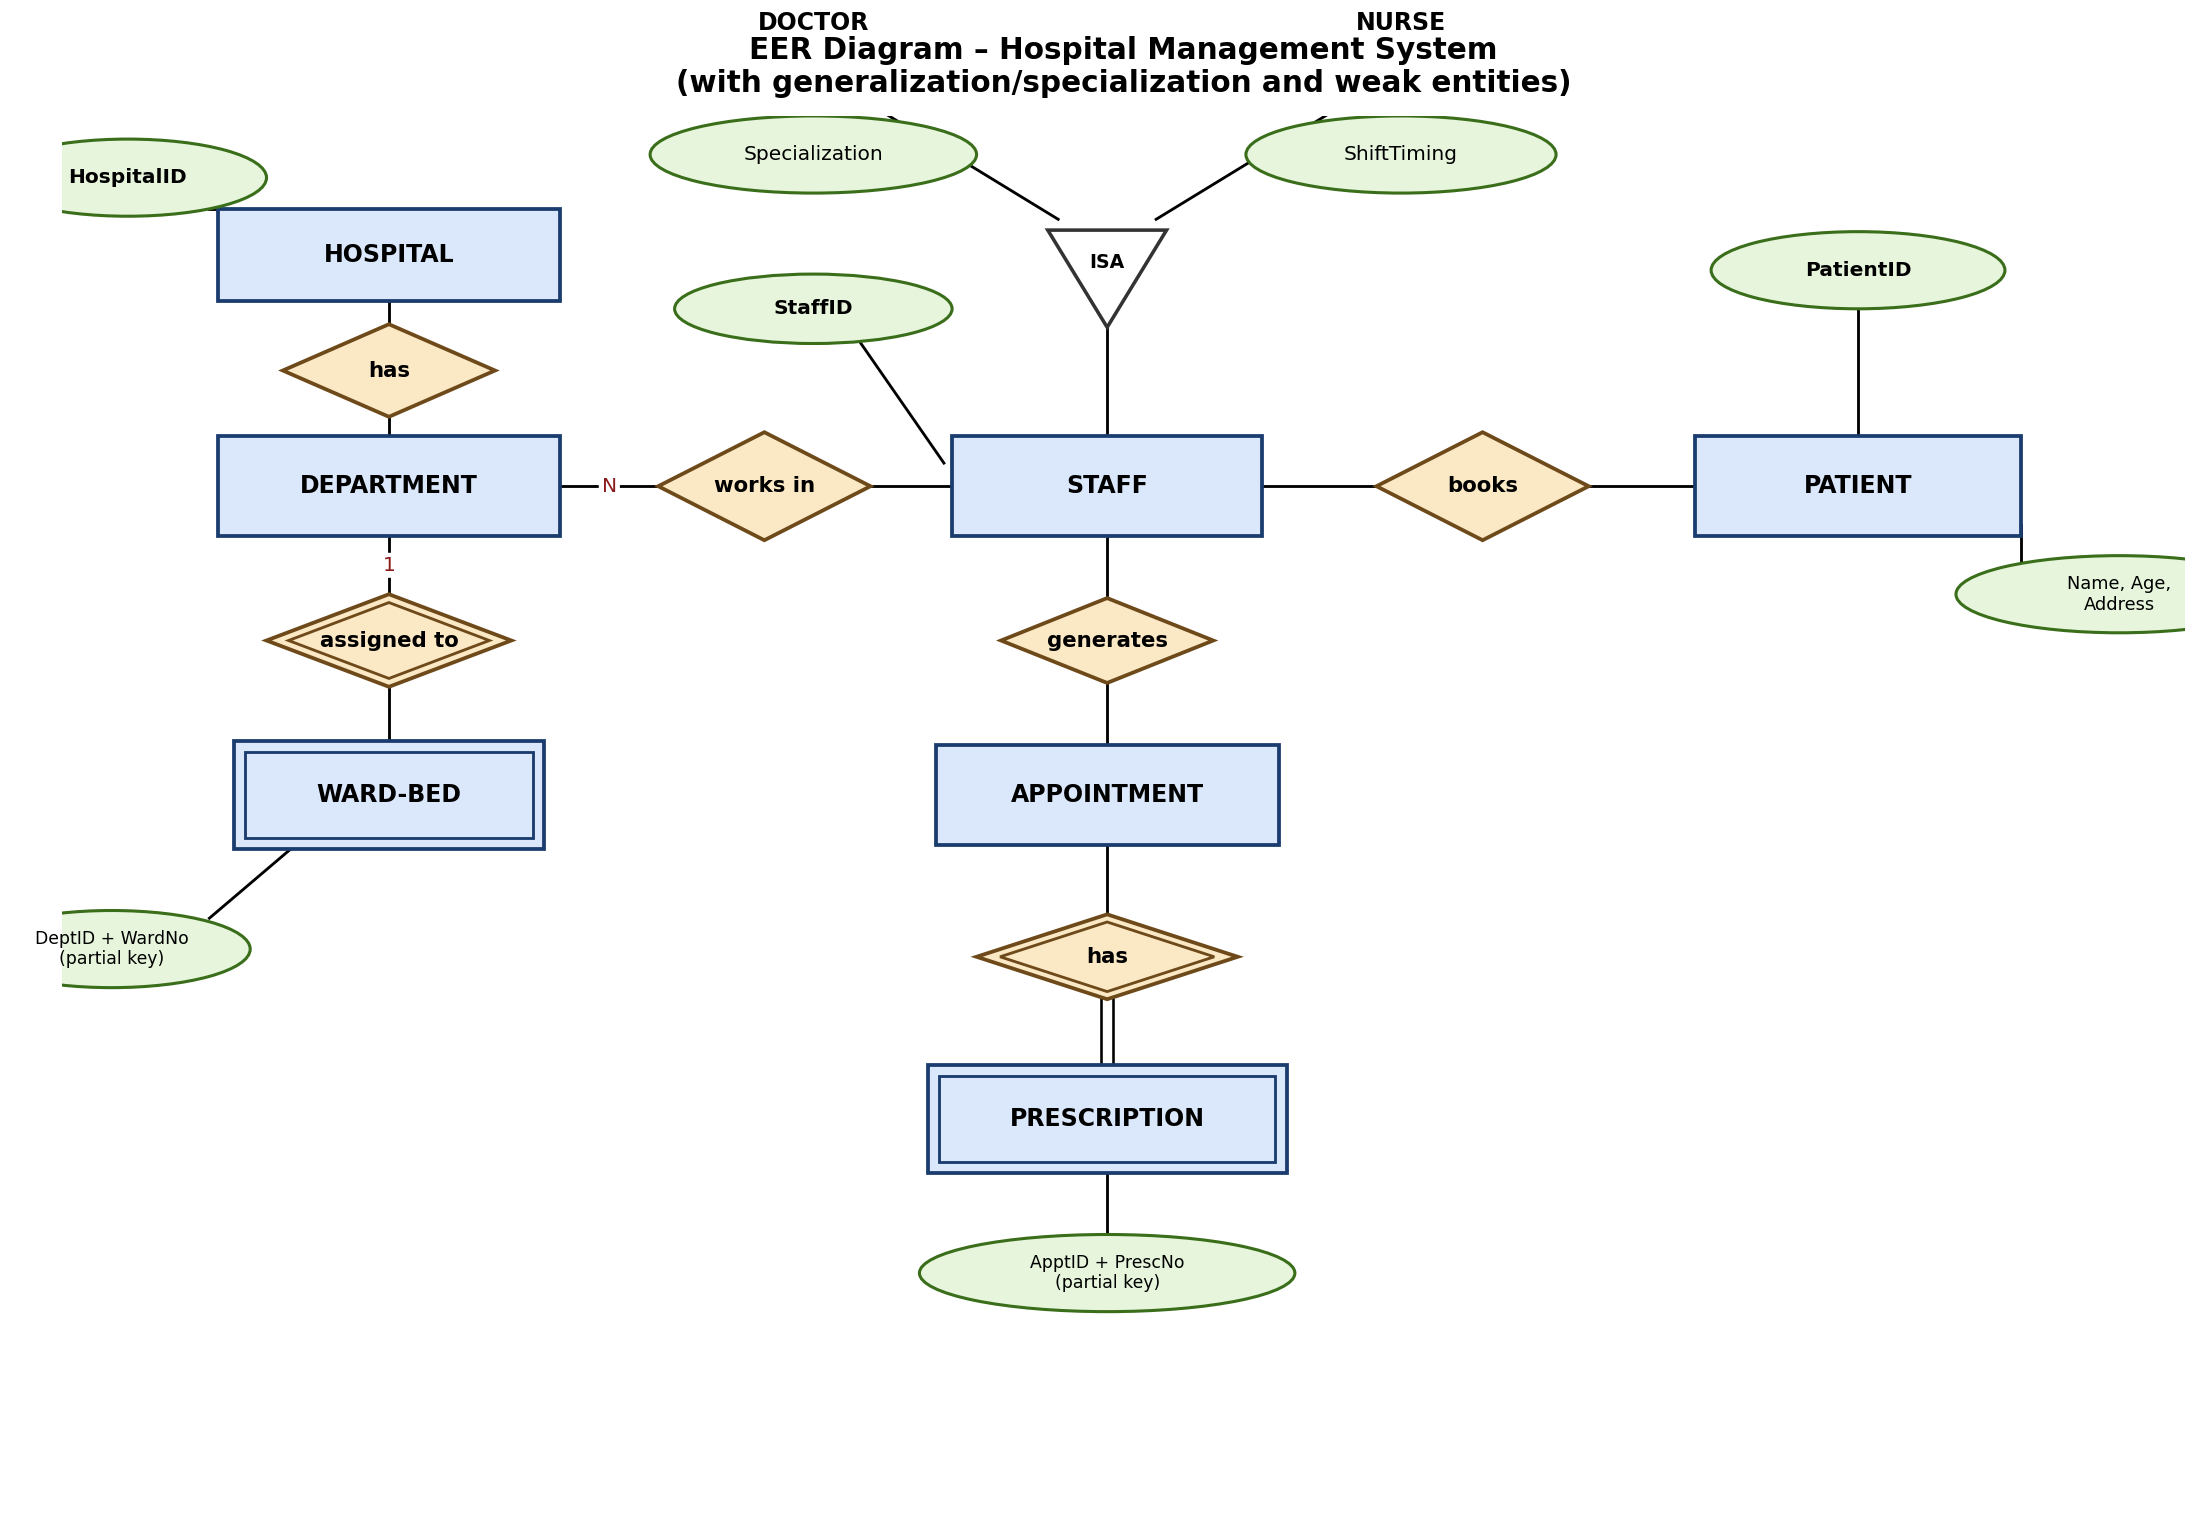 DOCTOR
NURSE
EER Diagram – Hospital Management System
(with generalization/specialization and weak entities)
Specialization
ShiftTiming
HospitalID
HOSPITAL
ISA
PatientID
StaffID
has
DEPARTMENT
N
works in
STAFF
books
PATIENT
1
Name, Age,
Address
assigned to
generates
WARD-BED
APPOINTMENT
DeptID + WardNo
(partial key)
has
PRESCRIPTION
ApptID + PrescNo
(partial key)